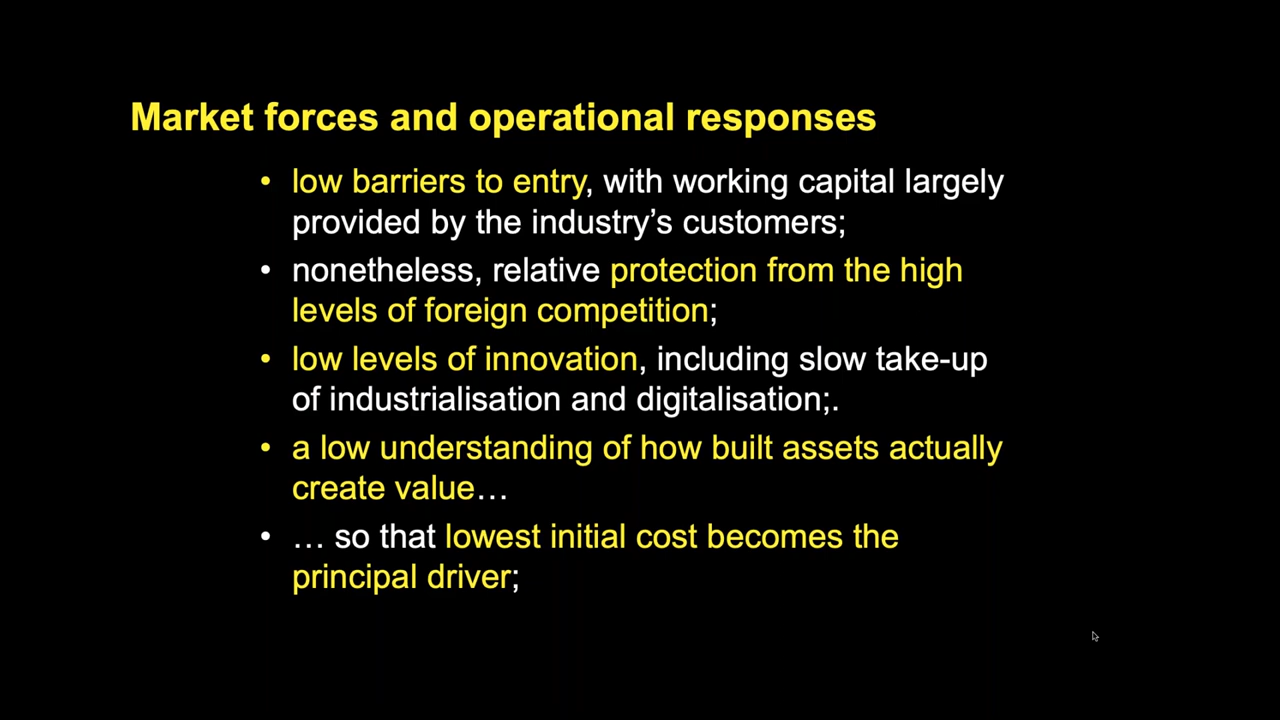 Market forces and operational responses
• low barriers to entry, with working capital largely
provided by the industry’s customers;
• nonetheless, relative protection from the high
levels of foreign competition;
• low levels of innovation, including slow take-up
of industrialisation and digitalisation;.
• a low understanding of how built assets actually
create value…
• … so that lowest initial cost becomes the
principal driver;